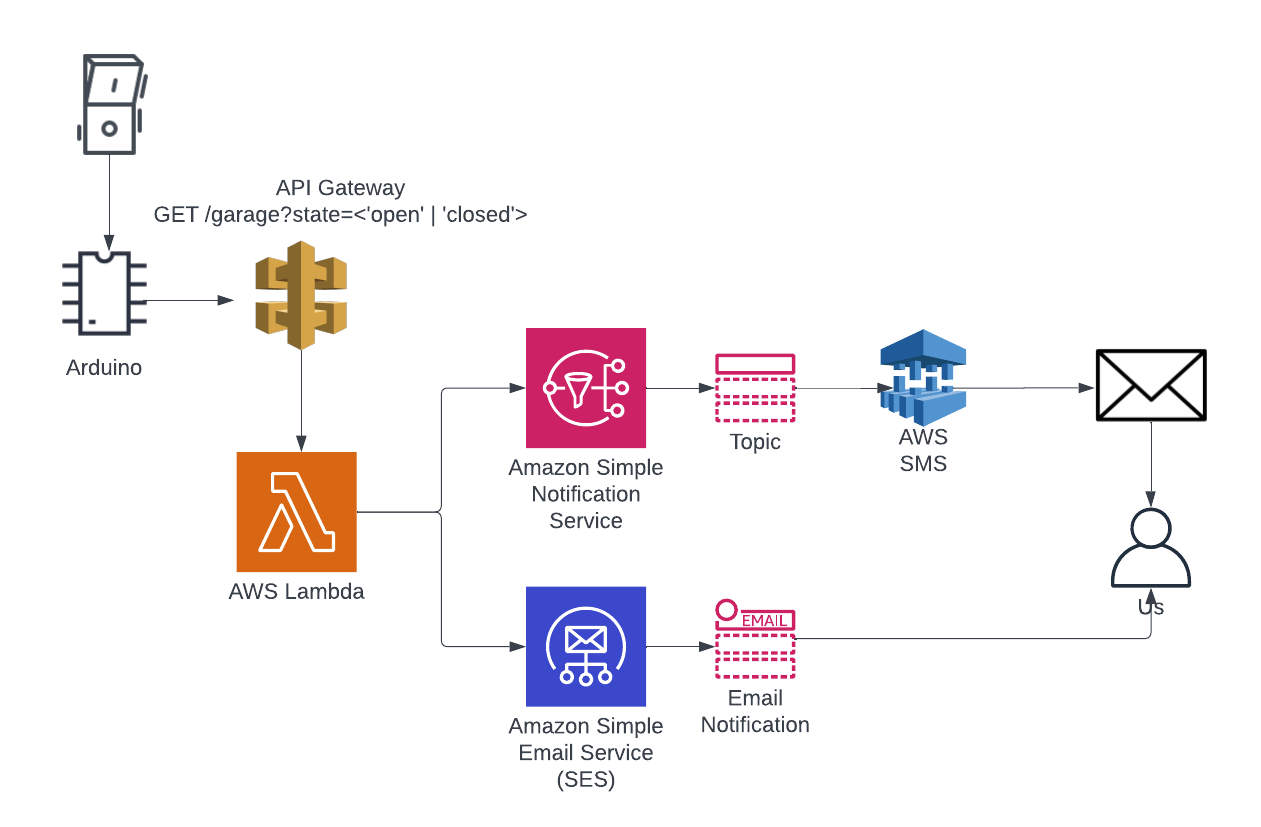 API Gateway
GET /garage?state=<'open' | 'closed'>
Arduino
AWS Lambda
Amazon Simple
Notification
Service
Topic
AWS
SMS
Us
Amazon Simple
Email Service
(SES)
EMAIL
Email
Notification